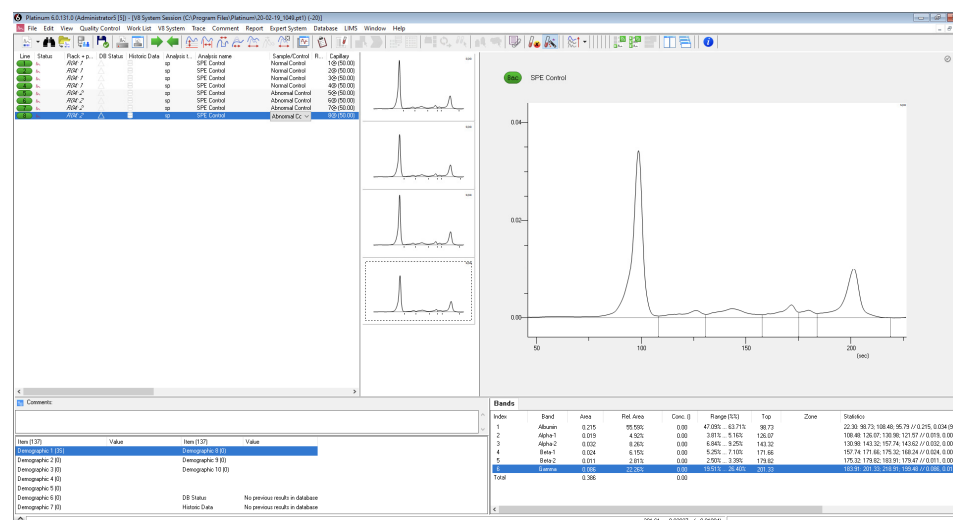 Platinum 6.0.131.0 (Administrator5 [S]) - [V8 System Session (C:\Program Files\Platinum\20-02-19_1049.pt1) (-20)]
File Edit View Quality Control Work List V8 System Trace Comment Report Expert System Database LIMS Window Help
Line Status Rack + p... DB Status Historic Data Analysis t... Analysis name Sample/Control R... Capillary
1 R04: 1 sp SPE Control Normal Control 1@ (50.00)
2 R04: 1 sp SPE Control Normal Control 2@ (50.00)
3 R04: 1 sp SPE Control Normal Control 3@ (50.00)
4 R04: 1 sp SPE Control Normal Control 4@ (50.00)
5 R04: 2 sp SPE Control Abnormal Control 5@ (50.00)
6 R04: 2 sp SPE Control Abnormal Control 6@ (50.00)
7 R04: 2 sp SPE Control Abnormal Control 7@ (50.00)
8 R04: 2 sp SPE Control Abnormal Cc 8@ (50.00)
SPE Control
0.04
0.02
0.00
50 100 150 200
(sec)
Comments:
Item (137) Value Item (137) Value
Demographic 1 (35) Demographic 8 (0)
Demographic 2 (0) Demographic 9 (0)
Demographic 3 (0) Demographic 10 (0)
Demographic 4 (0)
Demographic 5 (0)
Demographic 6 (0) DB Status No previous results in database
Demographic 7 (0) Historic Data No previous results in database
Bands
Index Band Area Rel. Area Conc. () Range (%%) Top Zone Statistics
1 Albumin 0.215 55.59% 0.00 47.09% ... 63.71% 98.73 22.30; 98.73; 108.48; 95.79 // 0.215, 0.034 (9
2 Alpha-1 0.019 4.92% 0.00 3.81% ... 5.16% 126.07 108.48; 126.07; 130.98; 121.57 // 0.019, 0.00
3 Alpha-2 0.032 8.26% 0.00 6.84% ... 9.25% 143.32 130.98; 143.32; 157.74; 143.62 // 0.032, 0.00
4 Beta-1 0.024 6.15% 0.00 5.25% ... 7.10% 171.66 157.74; 171.66; 175.32; 168.24 // 0.024, 0.00
5 Beta-2 0.011 2.81% 0.00 2.50% ... 3.39% 179.82 175.32; 179.82; 183.91; 179.47 // 0.011, 0.00
6 Gamma 0.086 22.26% 0.00 19.51% ... 26.40% 201.33 183.91; 201.33; 218.91; 199.48 // 0.086, 0.01
Total 0.386 0.00